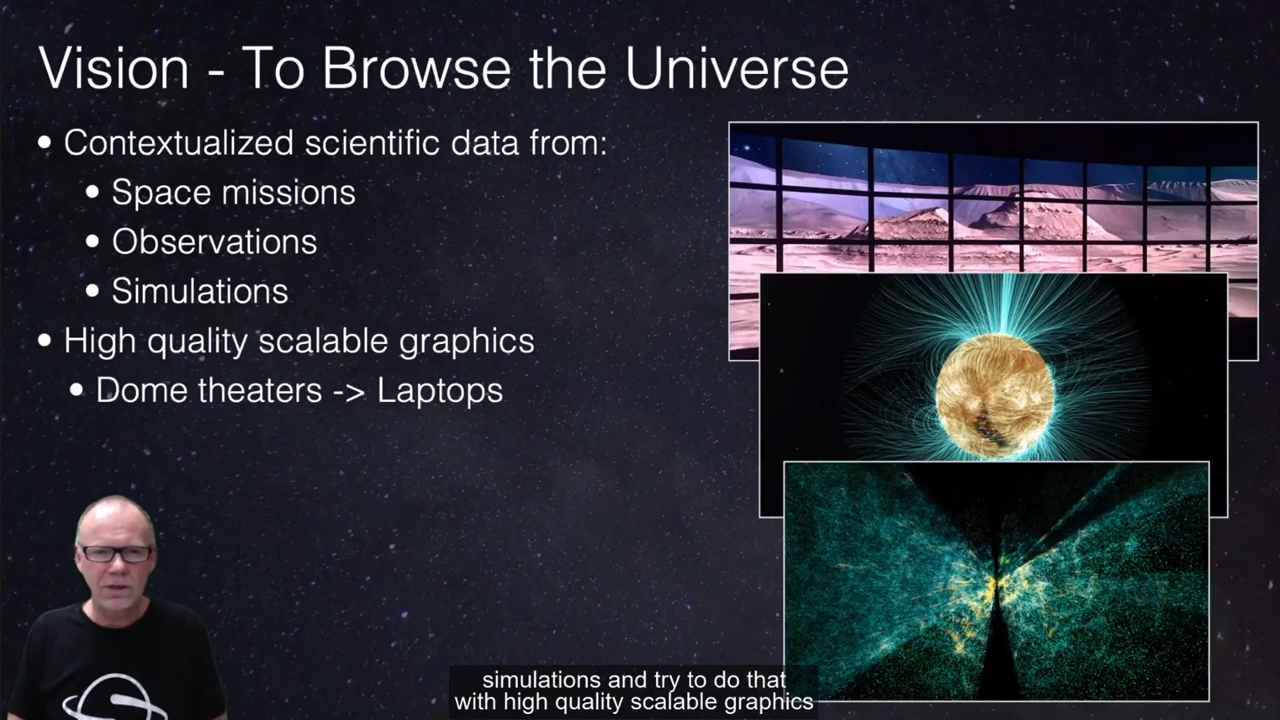 Vision - To Browse the Universe
• Contextualized scientific data from:
• Space missions
• Observations
• Simulations
• High quality scalable graphics
• Dome theaters -> Laptops
simulations and try to do that
with high quality scalable graphics